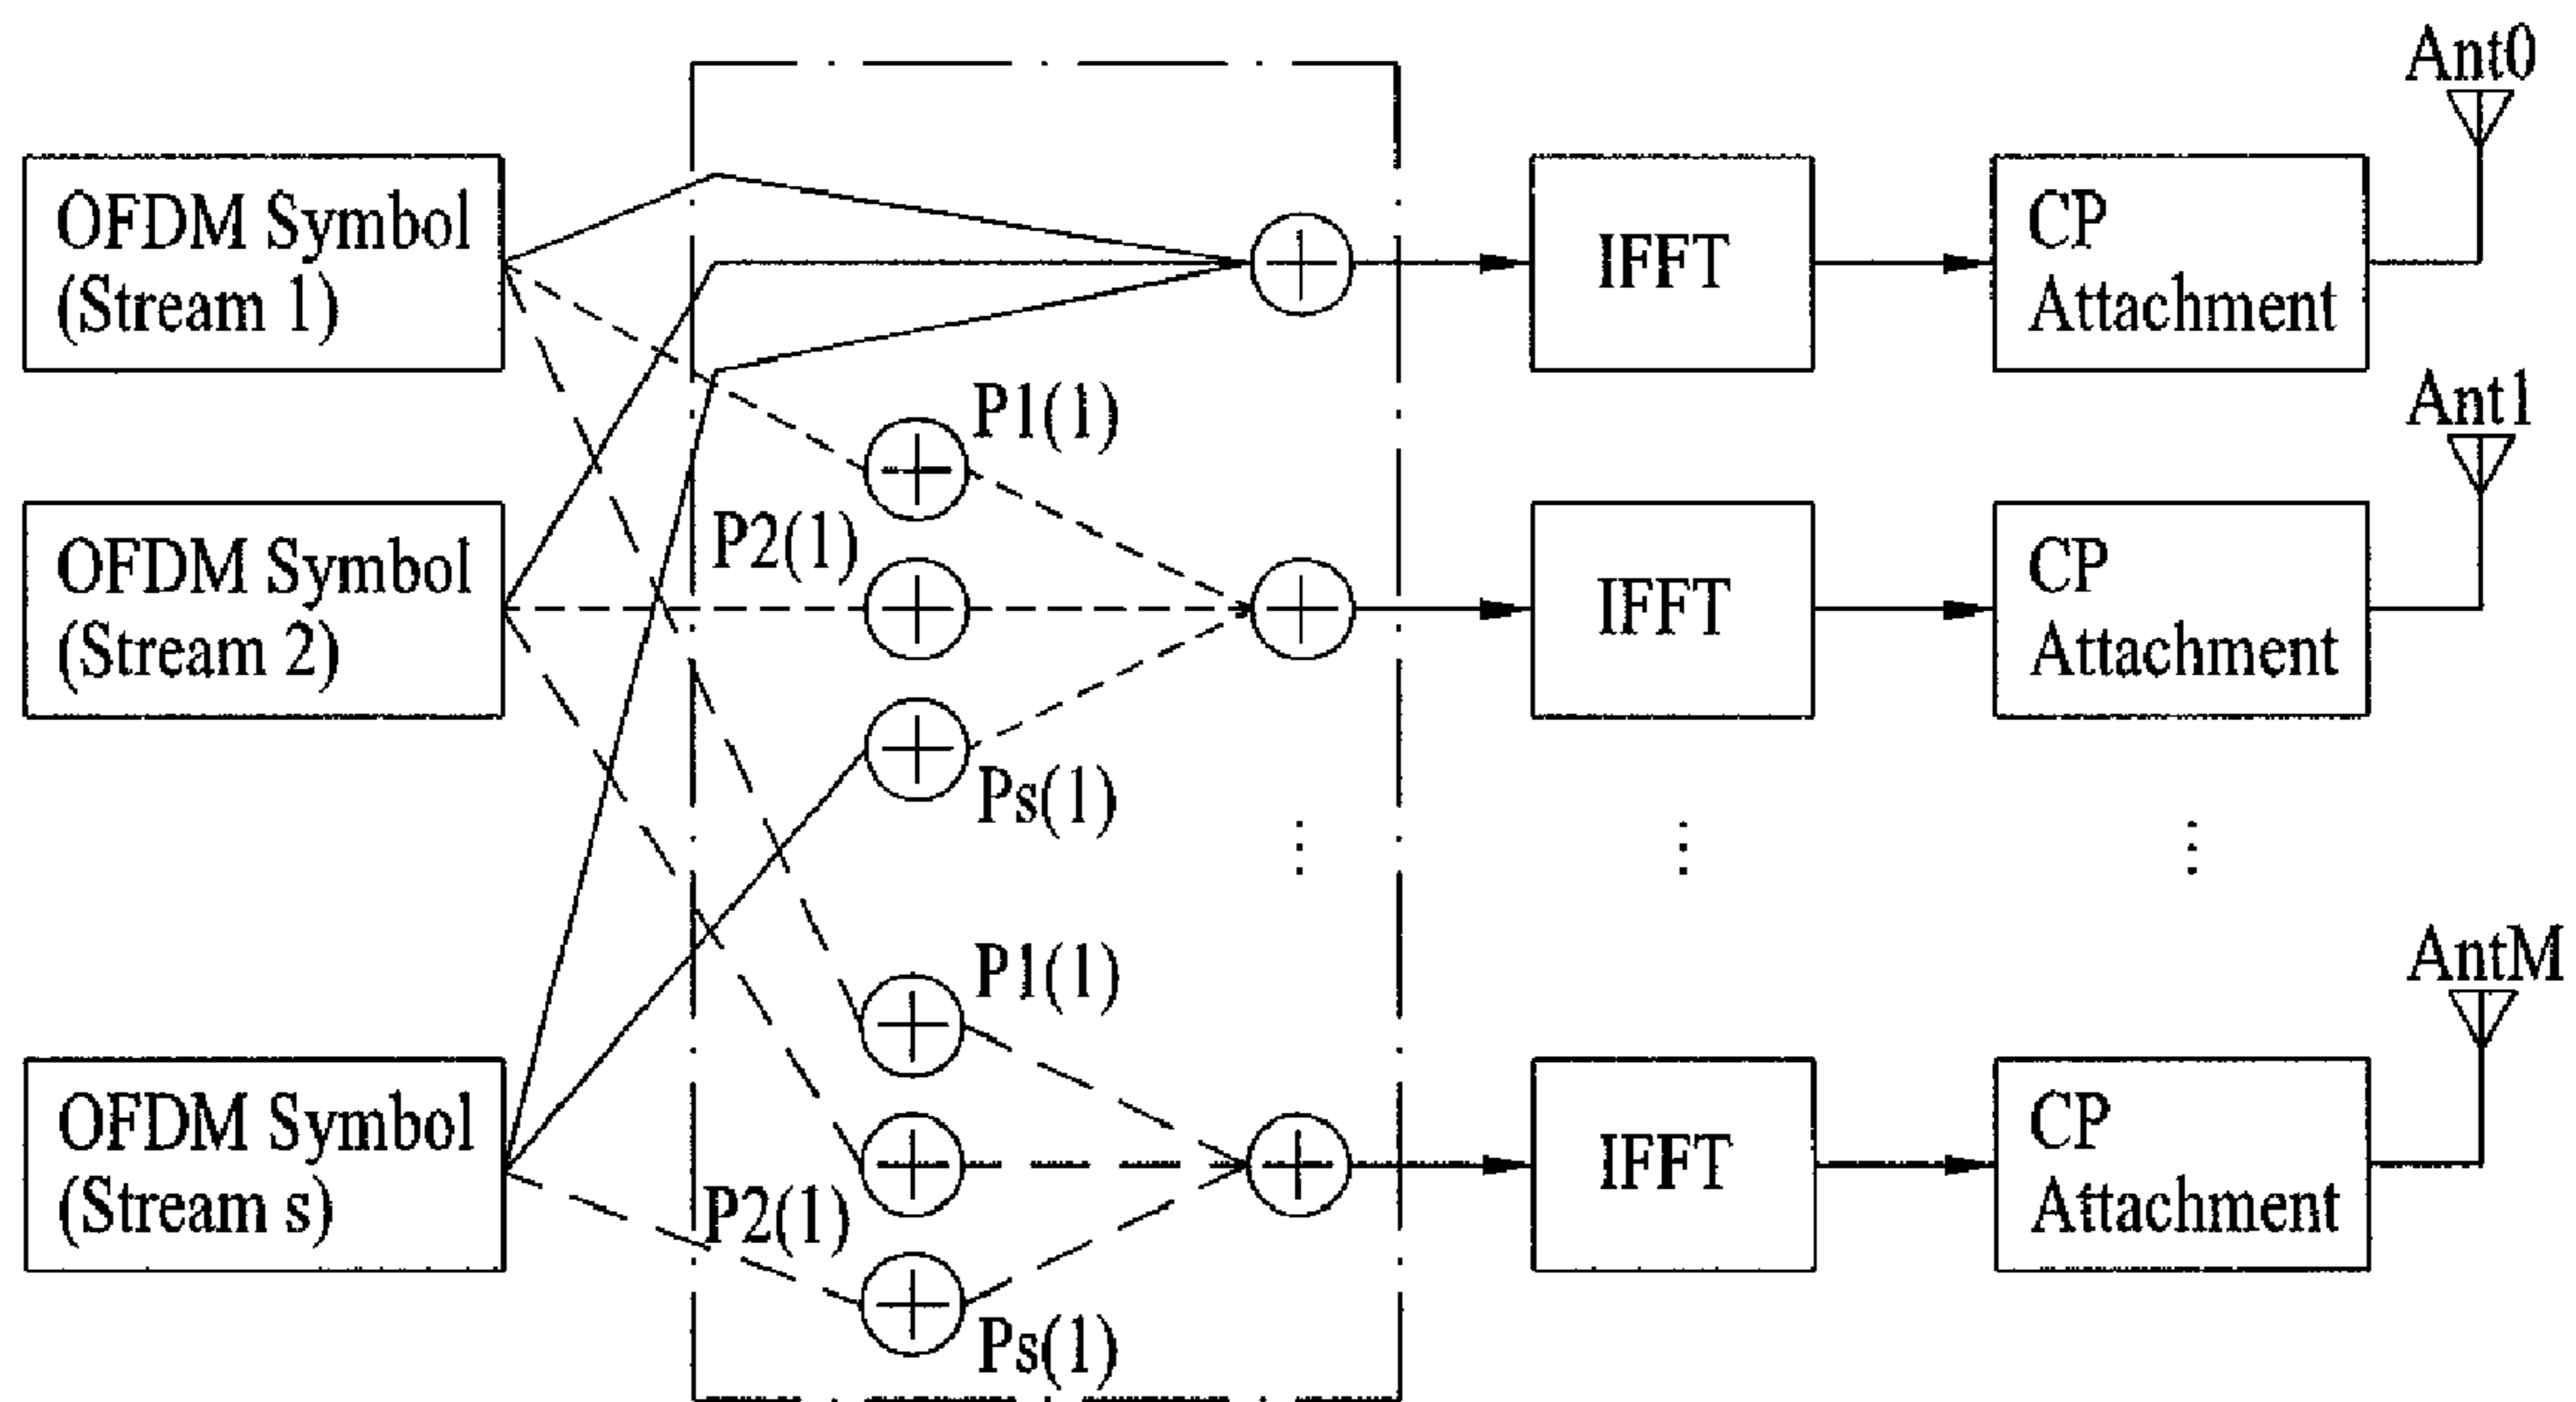 Ant0
OFDM Symbol
(Stream 1)
IFFT
CP
Attachment
P1(1)
Ant1
OFDM Symbol
(Stream 2)
P2(1)
IFFT
CP
Attachment
Ps(1)
P1(1)
AntM
OFDM Symbol
(Stream s)
P2(1)
IFFT
CP
Attachment
Ps(1)